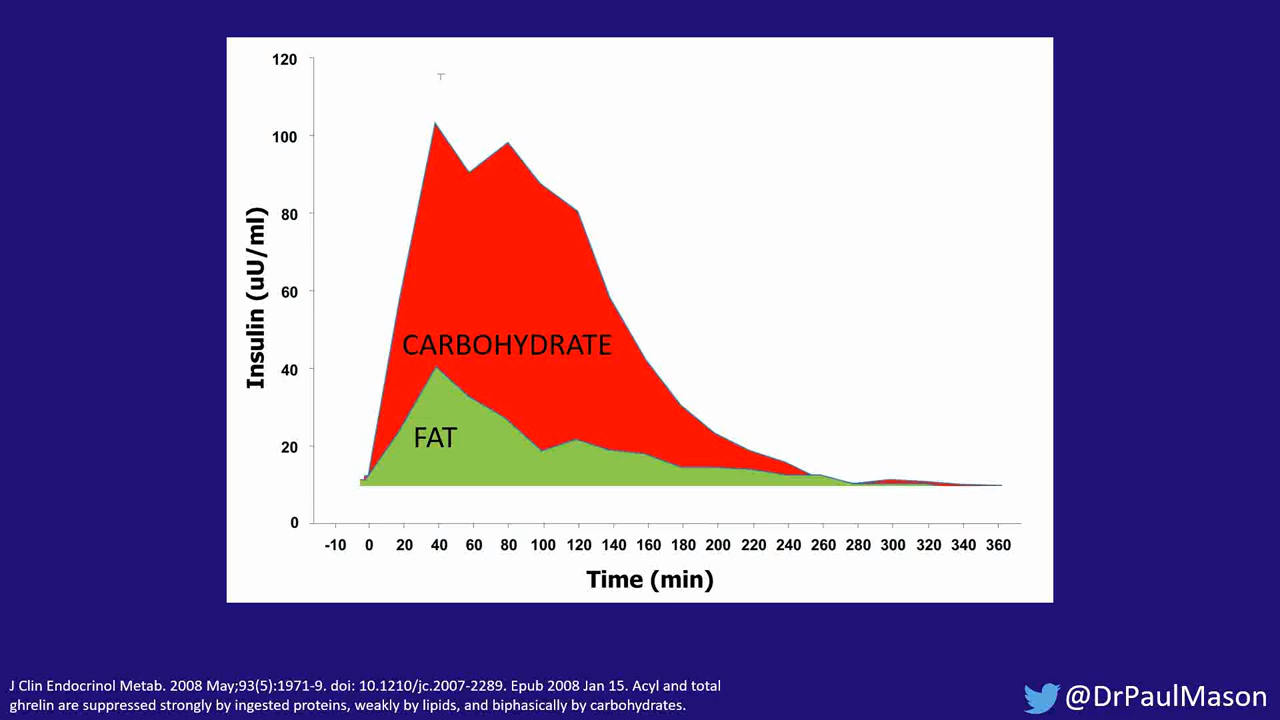 120
100
80
60
40
20
0
Insulin (uU/ml)
CARBOHYDRATE
FAT
-10 0 20 40 60 80 100 120 140 160 180 200 220 240 260 280 300 320 340 360
Time (min)
J Clin Endocrinol Metab. 2008 May;93(5):1971-9. doi: 10.1210/jc.2007-2289. Epub 2008 Jan 15. Acyl and total
ghrelin are suppressed strongly by ingested proteins, weakly by lipids, and biphasically by carbohydrates.
@DrPaulMason